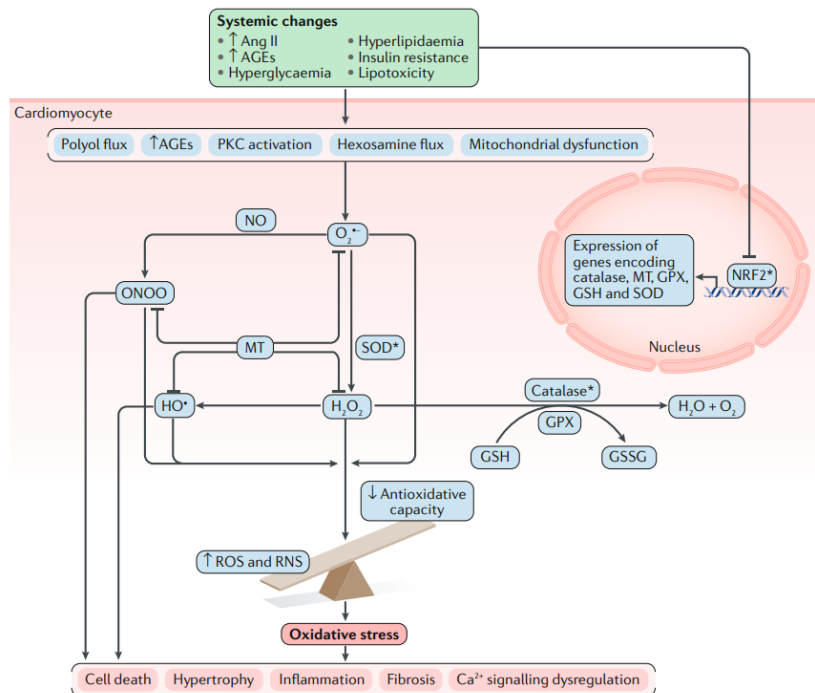 Systemic changes
• ↑ Ang II
• ↑ AGEs
• Hyperglycaemia
• Hyperlipidaemia
• Insulin resistance
• Lipotoxicity
Cardiomyocyte
Polyol flux
↑AGEs
PKC activation
Hexosamine flux
Mitochondrial dysfunction
NO
O₂•−
Expression of
genes encoding
catalase, MT, GPX,
GSH and SOD
NRF2*
Nucleus
ONOO
MT
SOD*
HO•
H₂O₂
Catalase*
GPX
H₂O + O₂
GSH
GSSG
↓ Antioxidative
capacity
↑ ROS and RNS
Oxidative stress
Cell death
Hypertrophy
Inflammation
Fibrosis
Ca²⁺ signalling dysregulation